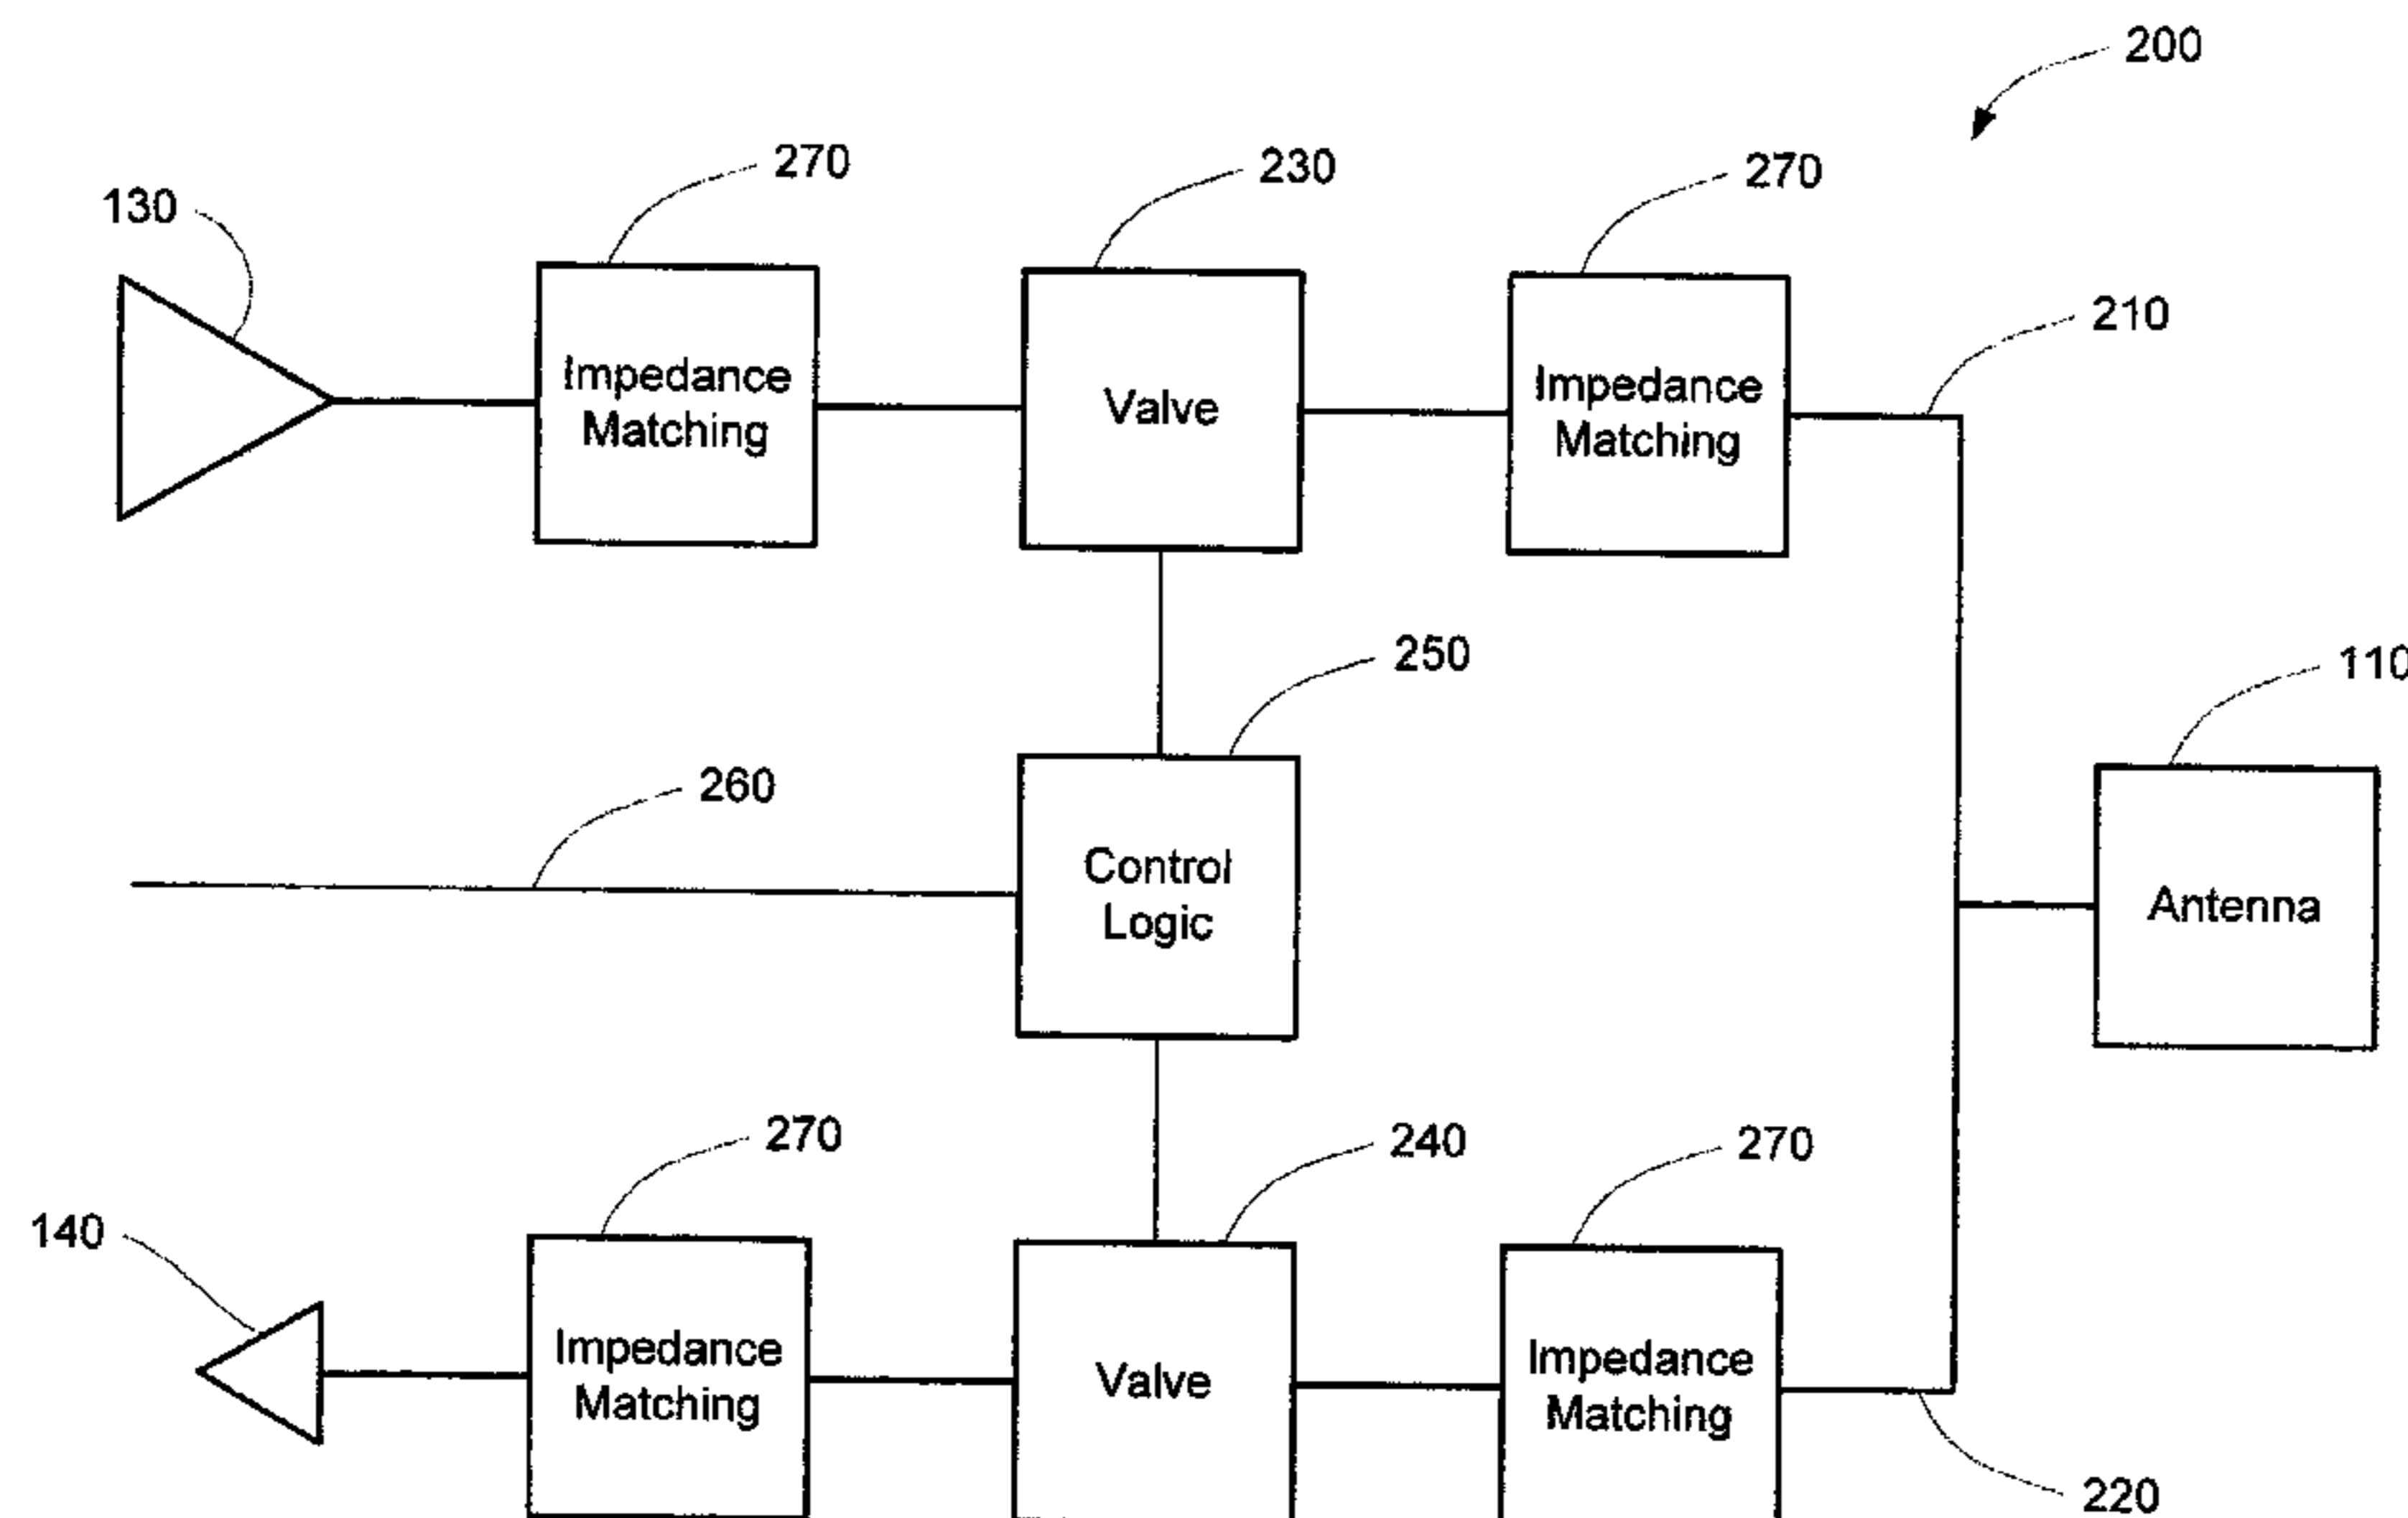 200
270
230
270
130
210
Impedance
Matching
Valve
Impedance
Matching
250
110
260
Control
Logic
Antenna
270
240
270
140
Impedance
Matching
Valve
Impedance
Matching
220